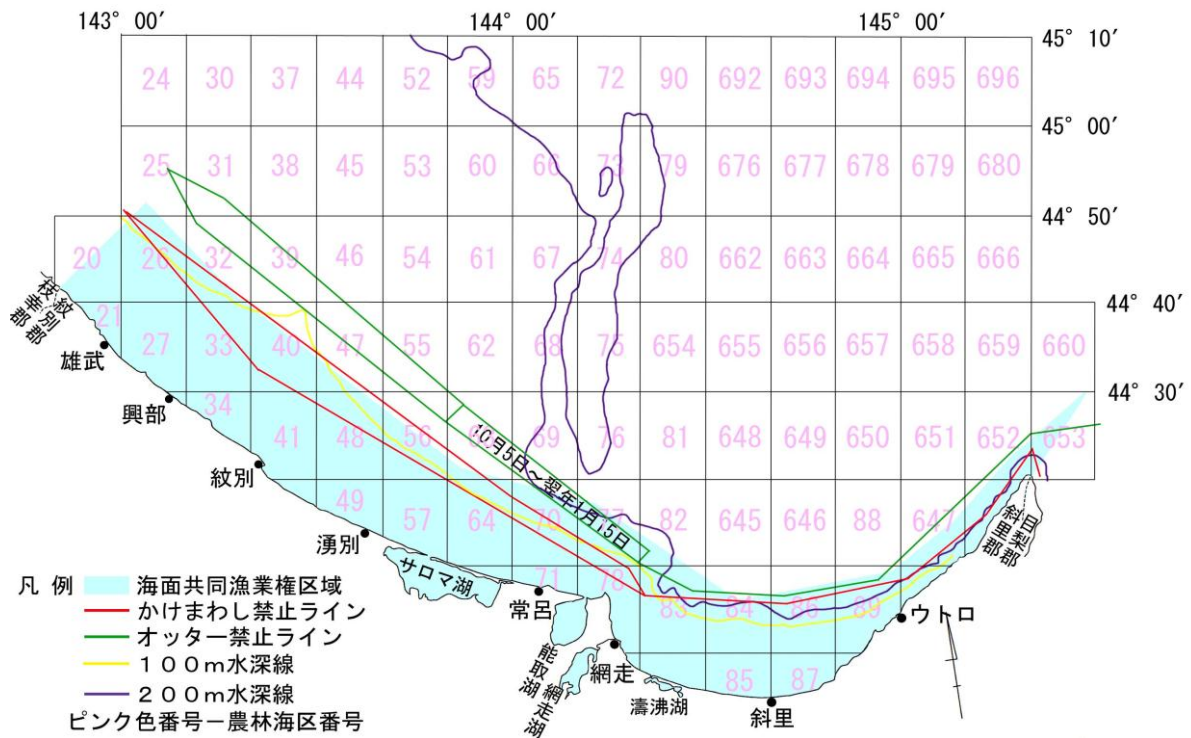 143° 00′ 144° 00′ 145° 00′
45° 10′
24 30 37 44 52 59 65 72 90 692 693 694 695 696
45° 00′
25 31 38 45 53 60 66 73 79 676 677 678 679 680
44° 50′
20 26 32 39 46 54 61 67 74 80 662 663 664 665 666
44° 40′
枝幸郡
紋別郡
21 27 33 40 47 55 62 68 75 654 655 656 657 658 659 660
雄武
44° 30′
興部
34 41 48 56 69 76 81 648 649 650 651 652 653
10月5日～翌年1月15日
紋別
49 57 64 70 77 82 645 646 88 647
斜里郡
目梨郡
湧別
サロマ湖
71 78 83 84 86 89
常呂
ウトロ
能取湖
網走湖
網走
85 87
濤沸湖
斜里
凡例
海面共同漁業権区域
かけまわし禁止ライン
オッター禁止ライン
100m水深線
200m水深線
ピンク色番号－農林海区番号